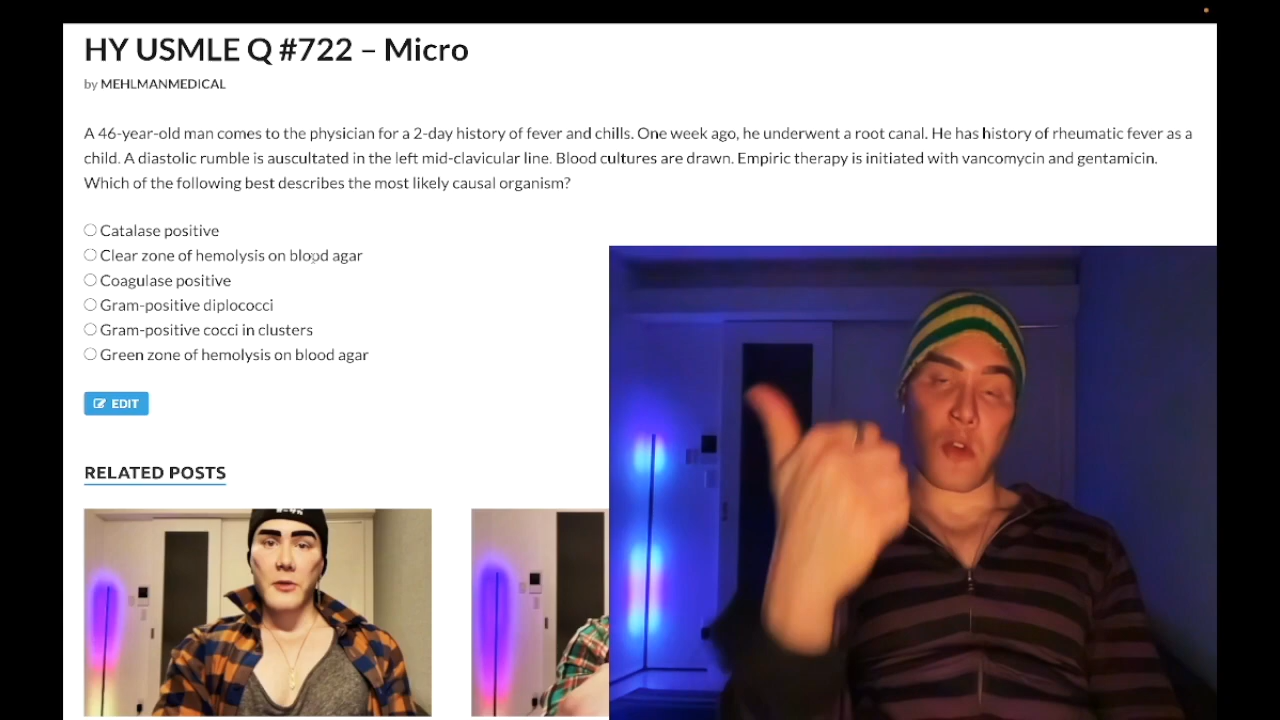 HY USMLE Q #722 – Micro
by MEHLMANMEDICAL
A 46-year-old man comes to the physician for a 2-day history of fever and chills. One week ago, he underwent a root canal. He has history of rheumatic fever as a
child. A diastolic rumble is auscultated in the left mid-clavicular line. Blood cultures are drawn. Empiric therapy is initiated with vancomycin and gentamicin.
Which of the following best describes the most likely causal organism?
Catalase positive
Clear zone of hemolysis on blood agar
Coagulase positive
Gram-positive diplococci
Gram-positive cocci in clusters
Green zone of hemolysis on blood agar
EDIT
RELATED POSTS